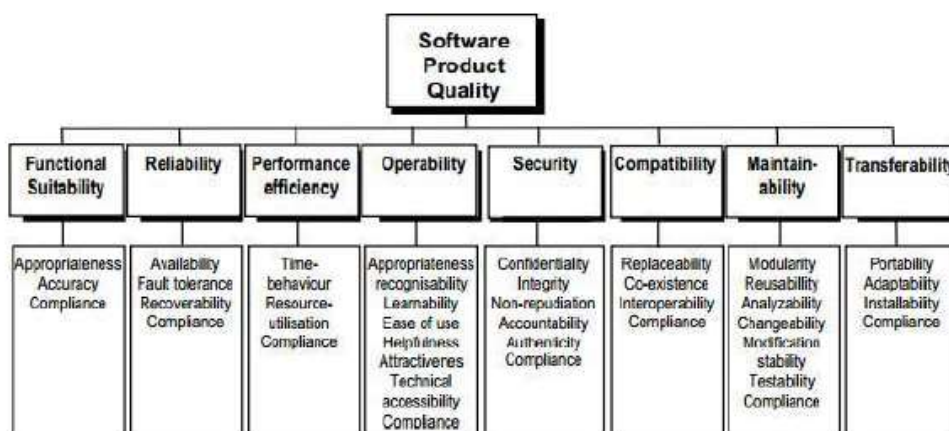 Software
Product
Quality
Functional
Suitability
Reliability
Performance
efficiency
Operability
Security
Compatibility
Maintain-
ability
Transferability
Appropriateness
Accuracy
Compliance
Availability
Fault tolerance
Recoverability
Compliance
Time-
behaviour
Resource-
utilisation
Compliance
Appropriateness
recognisability
Learnability
Ease of use
Helpfulness
Attractivenes
Technical
accessibility
Compliance
Confidentiality
Integrity
Non-repudiation
Accountability
Authenticity
Compliance
Replaceability
Co-existence
Interoperability
Compliance
Modularity
Reusability
Analyzability
Changeability
Modification
stability
Testability
Compliance
Portability
Adaptability
Installability
Compliance